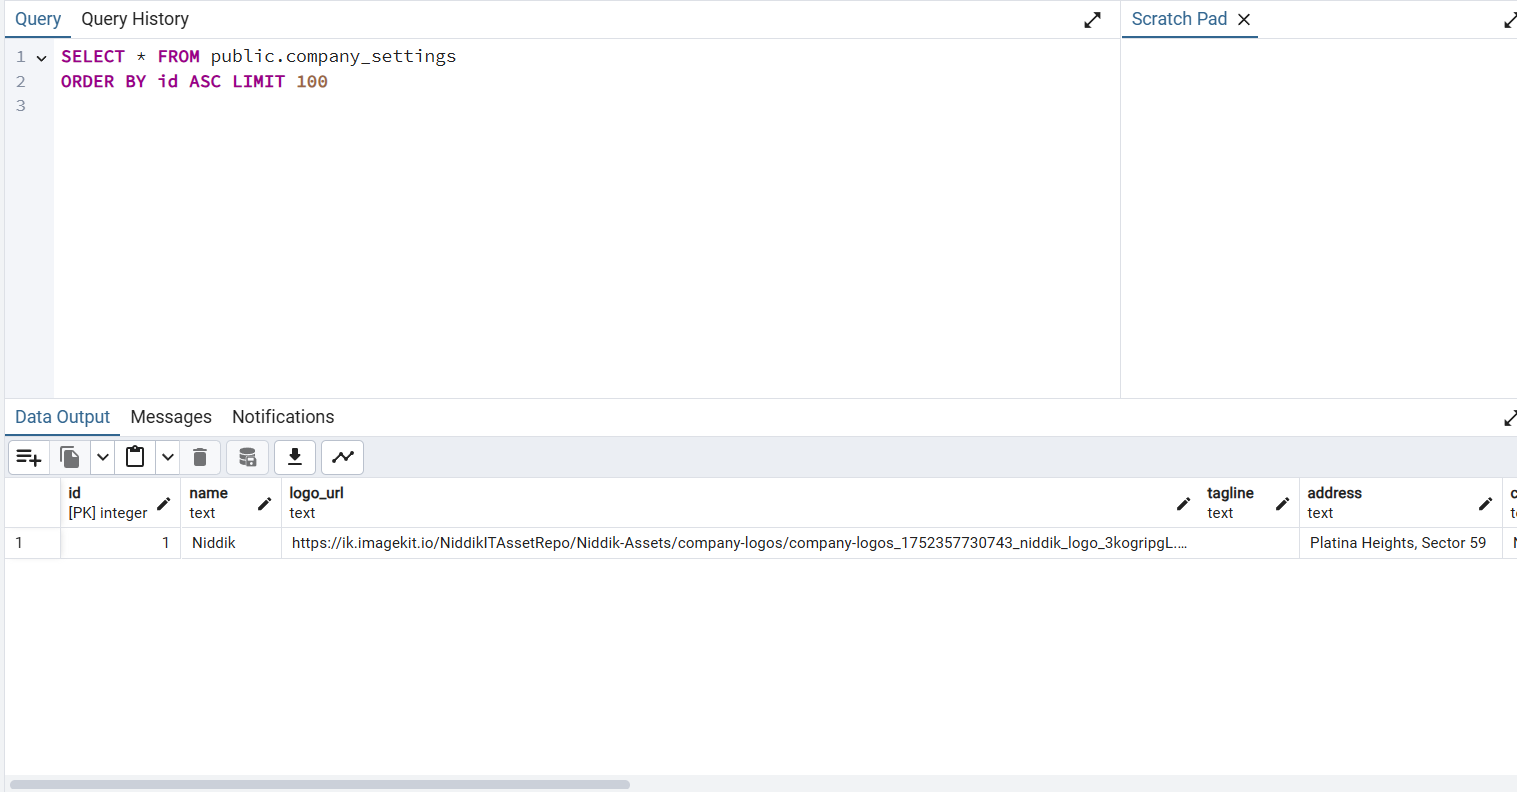 Query Query History Scratch Pad
1 SELECT * FROM public.company_settings
2 ORDER BY id ASC LIMIT 100
3
Data Output Messages Notifications
id name logo_url tagline address c
[PK] integer text text text text
1 1 Niddik https://ik.imagekit.io/NiddikITAssetRepo/Niddik-Assets/company-logos/company-logos_1752357730743_niddik_logo_3kogripgL.… Platina Heights, Sector 59